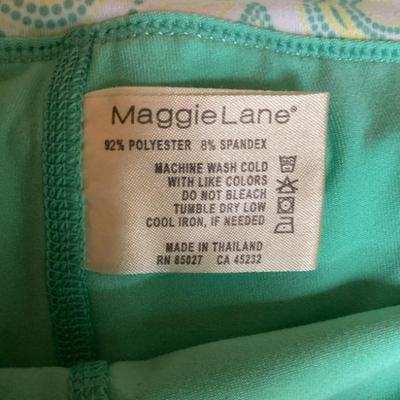 MaggieLane®
92% POLYESTER 8% SPANDEX
MACHINE WASH COLD
WITH LIKE COLORS
DO NOT BLEACH
TUMBLE DRY LOW
COOL IRON, IF NEEDED
MADE IN THAILAND
RN 85027 CA 45232